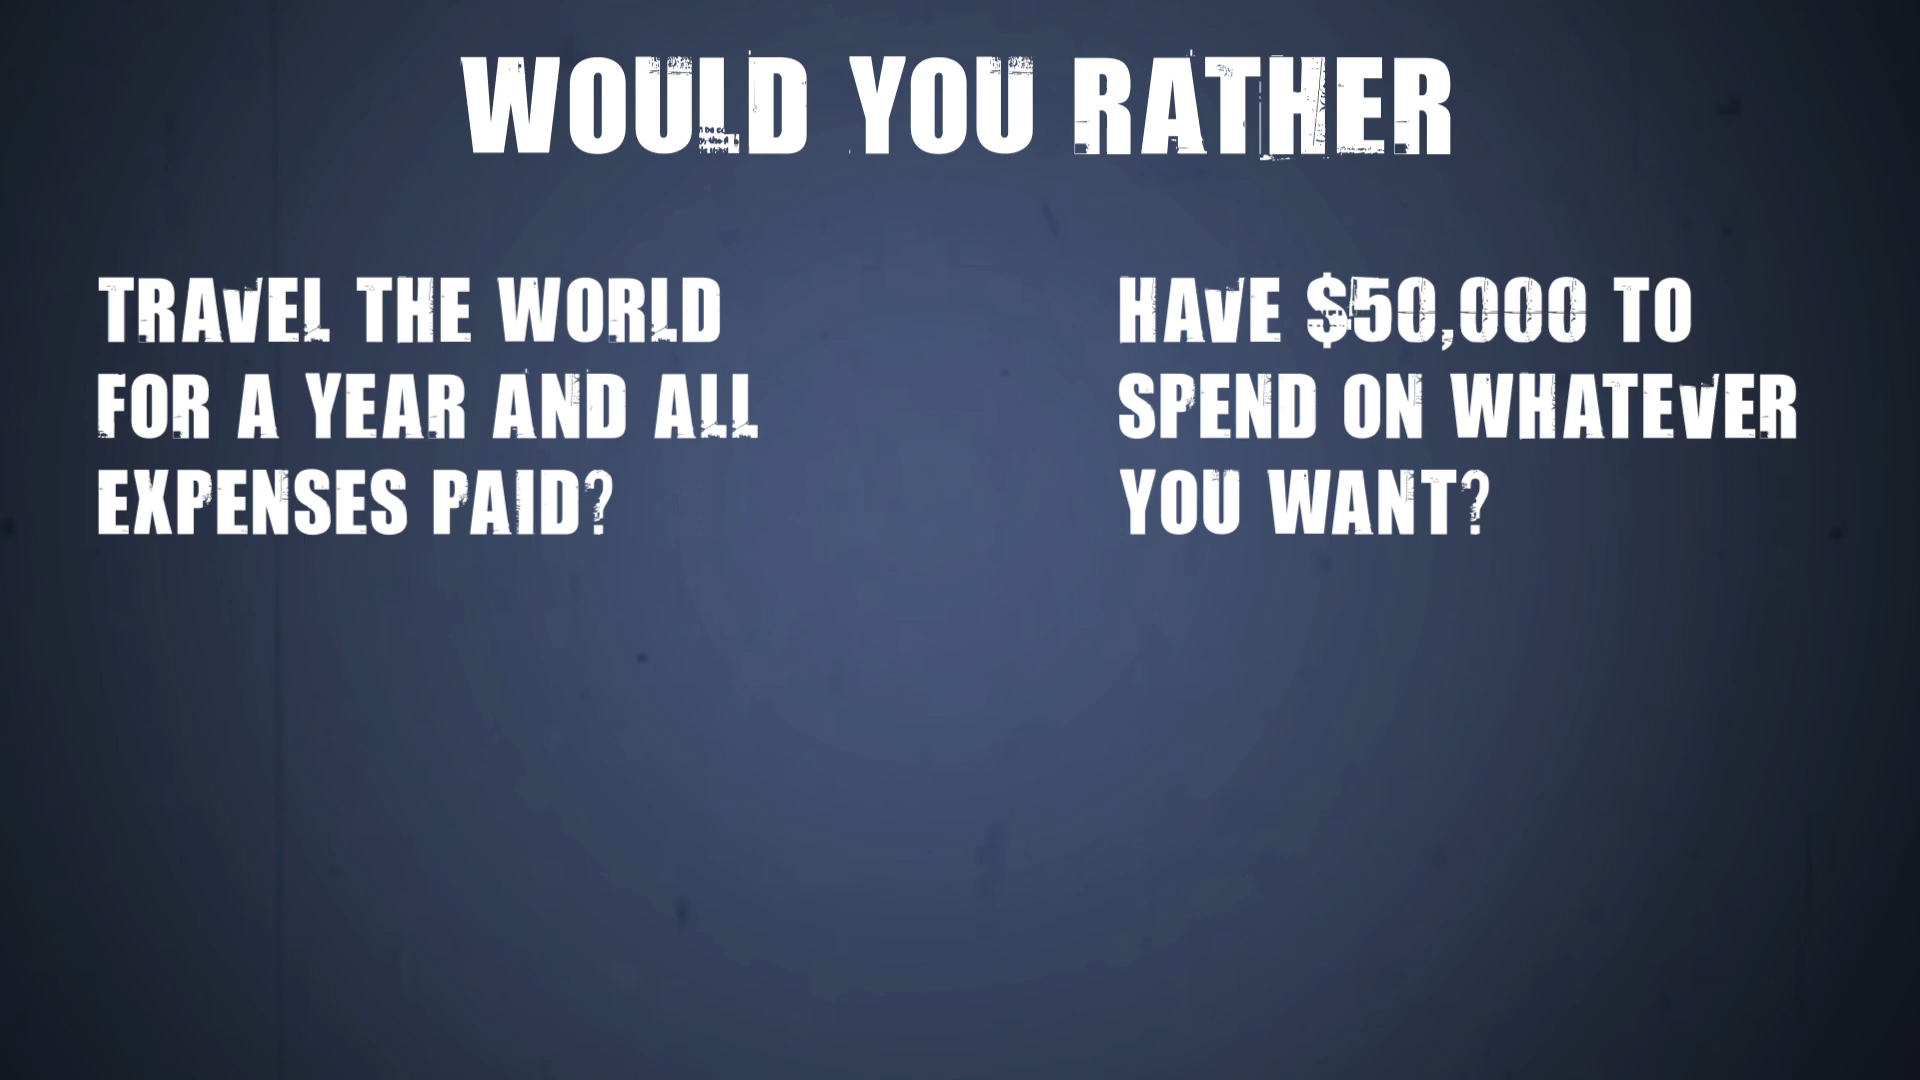 WOULD YOU RATHER
TRAVEL THE WORLD
FOR A YEAR AND ALL
EXPENSES PAID?
HAVE $50,000 TO
SPEND ON WHATEVER
YOU WANT?